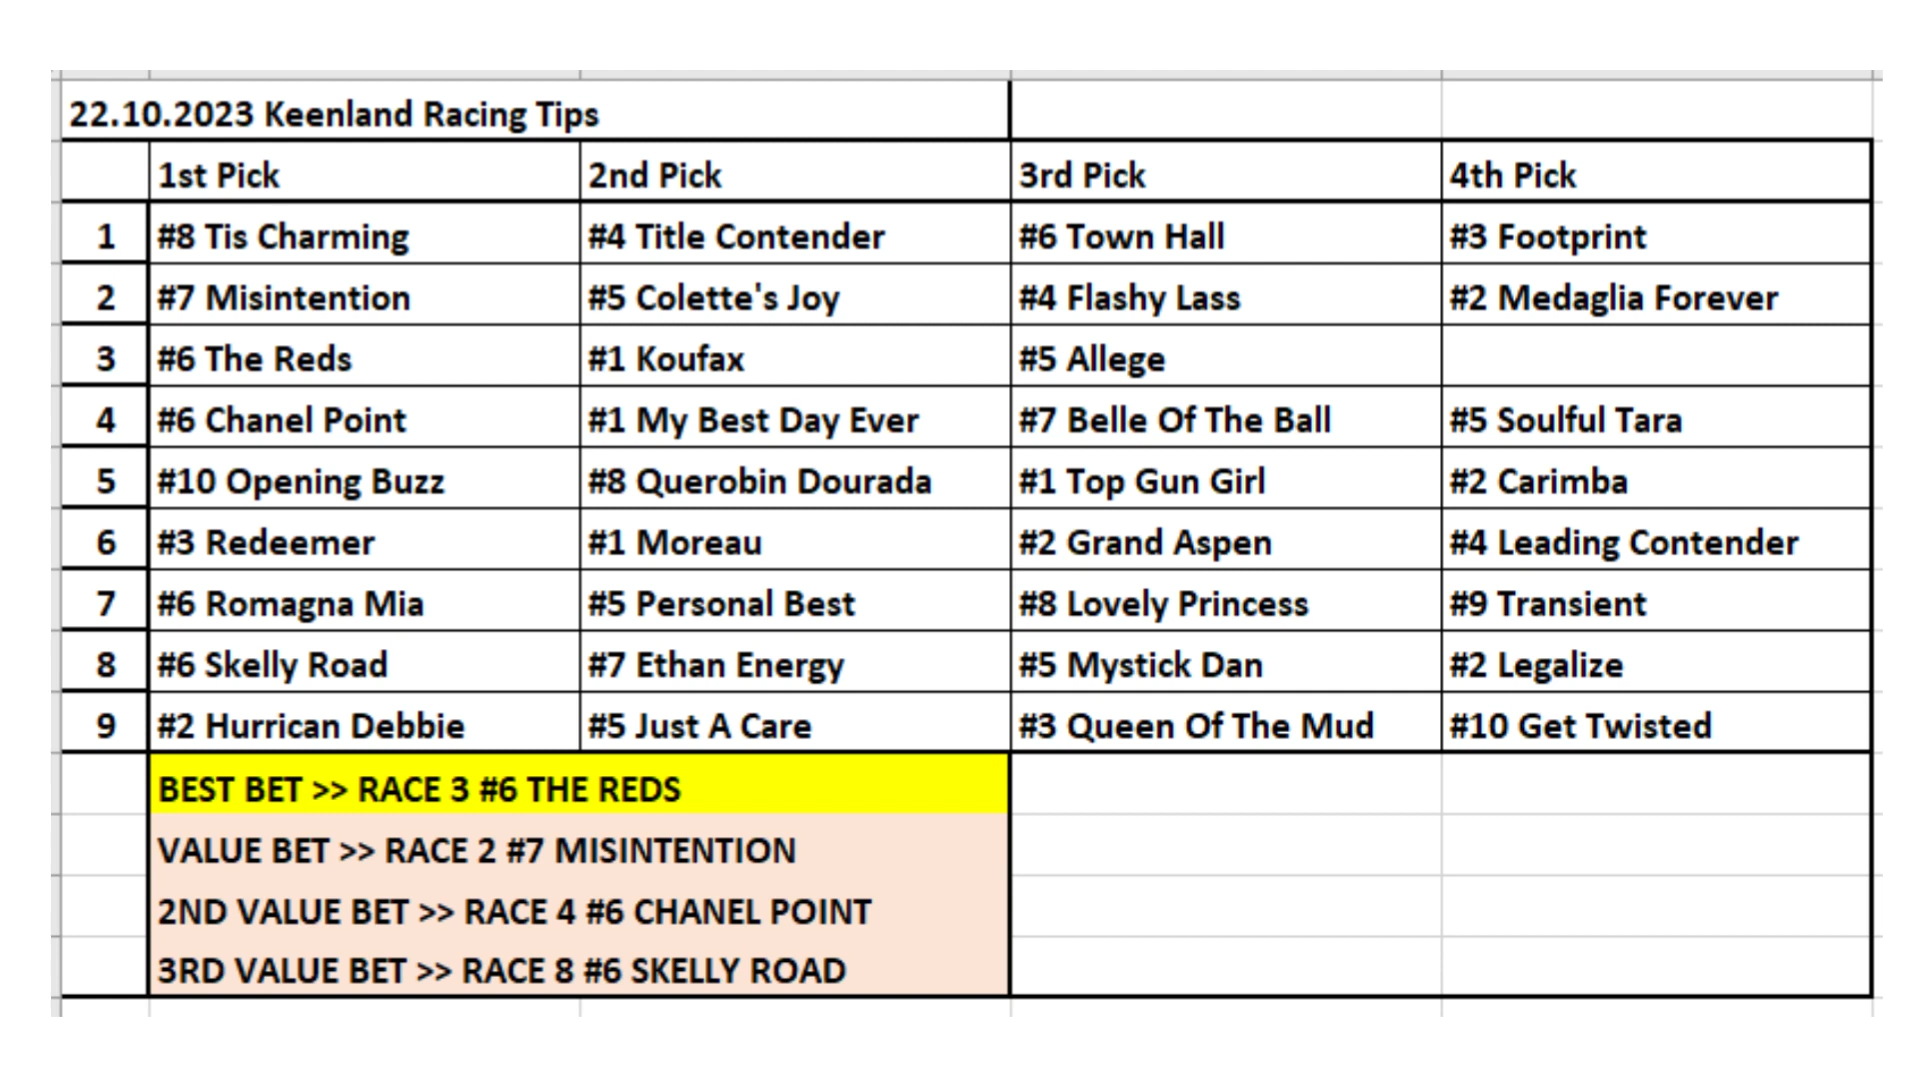 22.10.2023 Keenland Racing Tips
1st Pick 2nd Pick 3rd Pick 4th Pick
1 #8 Tis Charming #4 Title Contender #6 Town Hall #3 Footprint
2 #7 Misintention #5 Colette's Joy #4 Flashy Lass #2 Medaglia Forever
3 #6 The Reds #1 Koufax #5 Allege
4 #6 Chanel Point #1 My Best Day Ever #7 Belle Of The Ball #5 Soulful Tara
5 #10 Opening Buzz #8 Querobin Dourada #1 Top Gun Girl #2 Carimba
6 #3 Redeemer #1 Moreau #2 Grand Aspen #4 Leading Contender
7 #6 Romagna Mia #5 Personal Best #8 Lovely Princess #9 Transient
8 #6 Skelly Road #7 Ethan Energy #5 Mystick Dan #2 Legalize
9 #2 Hurrican Debbie #5 Just A Care #3 Queen Of The Mud #10 Get Twisted
BEST BET >> RACE 3 #6 THE REDS
VALUE BET >> RACE 2 #7 MISINTENTION
2ND VALUE BET >> RACE 4 #6 CHANEL POINT
3RD VALUE BET >> RACE 8 #6 SKELLY ROAD